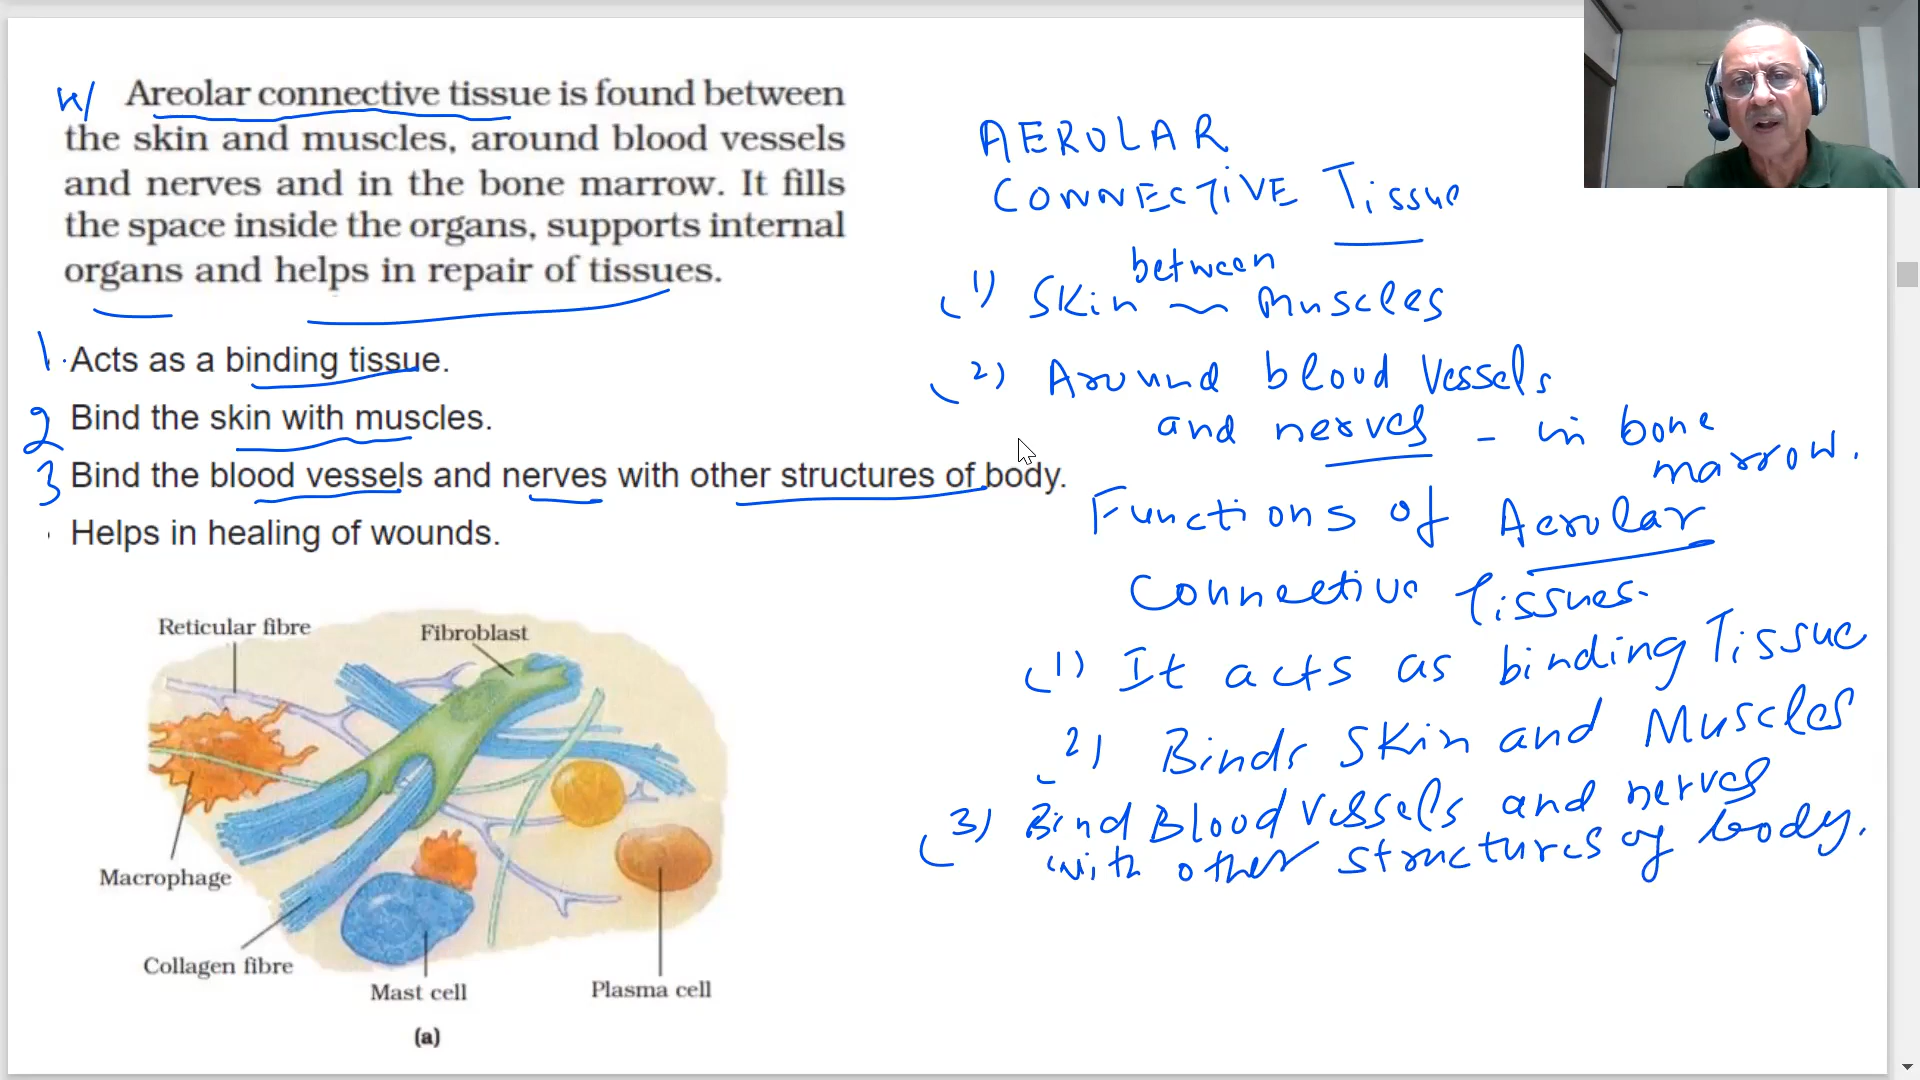 n/ Areolar connective tissue is found between
the skin and muscles, around blood vessels
and nerves and in the bone marrow. It fills
the space inside the organs, supports internal
organs and helps in repair of tissues.
1. Acts as a binding tissue.
2 Bind the skin with muscles.
3 Bind the blood vessels and nerves with other structures of body.
Helps in healing of wounds.
Reticular fibre
Fibroblast
Macrophage
Collagen fibre
Mast cell
Plasma cell
(a)
AEROLAR
CONNECTIVE Tissue
between
(1) Skin ~ Muscles
(2) Around blood Vessels
and nerves - in bone
marrow.
Functions of Aerolar
Connective Tissues.
(1) It acts as binding Tissue
(2) Binds Skin and Muscles
(3) Bind Blood vessels and nerves
with other structures of body.